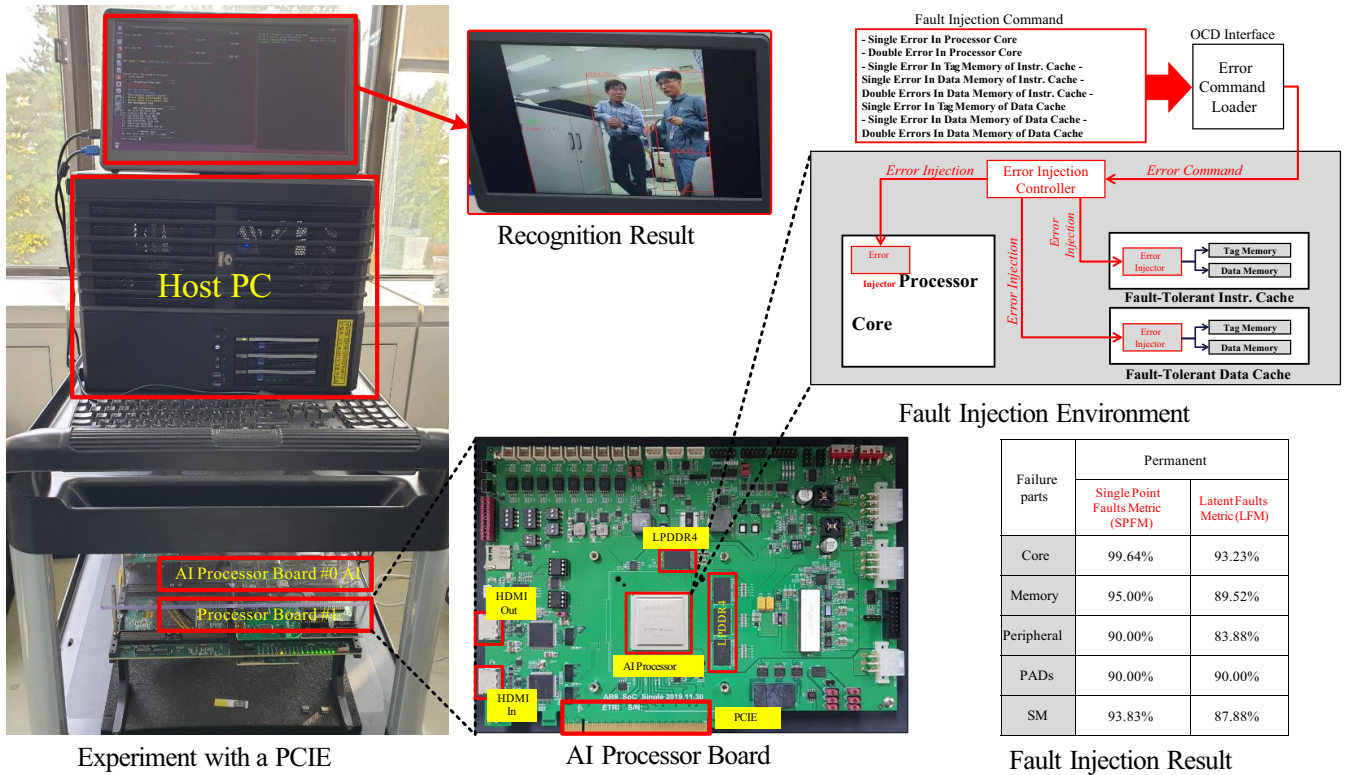 Host PC
AI Processor Board #0 AI
Processor Board #1
Experiment with a PCIE
Recognition Result
Fault Injection Command
- Single Error In Processor Core
- Double Error In Processor Core
- Single Error In Tag Memory of Instr. Cache -
Single Error In Data Memory of Instr. Cache -
Double Errors In Data Memory of Instr. Cache -
Single Error In Tag Memory of Data Cache
- Single Error In Data Memory of Data Cache -
Double Errors In Data Memory of Data Cache
OCD Interface
Error
Command
Loader
Error Injection
Error Injection
Controller
Error Command
Error
Injector Processor
Core
Error Injection
Error
Injection
Error
Injector
Tag Memory
Data Memory
Fault-Tolerant Instr. Cache
Error
Injector
Tag Memory
Data Memory
Fault-Tolerant Data Cache
Fault Injection Environment
LPDDR4
HDMI
Out
LPDDR4
AI Processor
HDMI
In
AB9 SoC Single 2019.11.30
ETRI S/N:
PCIE
AI Processor Board
Failure
parts
Permanent
Single Point
Faults Metric
(SPFM)
Latent Faults
Metric (LFM)
Core 99.64% 93.23%
Memory 95.00% 89.52%
Peripheral 90.00% 83.88%
PADs 90.00% 90.00%
SM 93.83% 87.88%
Fault Injection Result